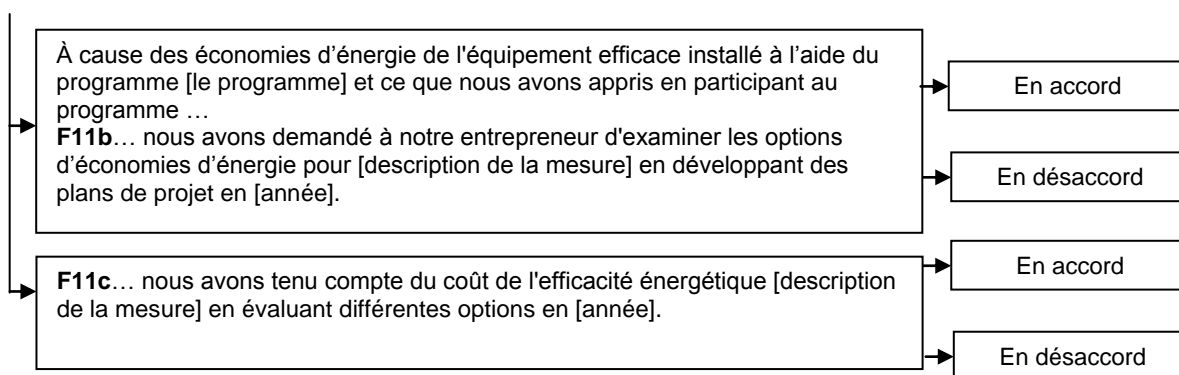 À cause des économies d’énergie de l'équipement efficace installé à l’aide du
programme [le programme] et ce que nous avons appris en participant au
programme …
F11b… nous avons demandé à notre entrepreneur d'examiner les options
d’économies d’énergie pour [description de la mesure] en développant des
plans de projet en [année].
En accord
En désaccord
F11c… nous avons tenu compte du coût de l'efficacité énergétique [description
de la mesure] en évaluant différentes options en [année].
En accord
En désaccord